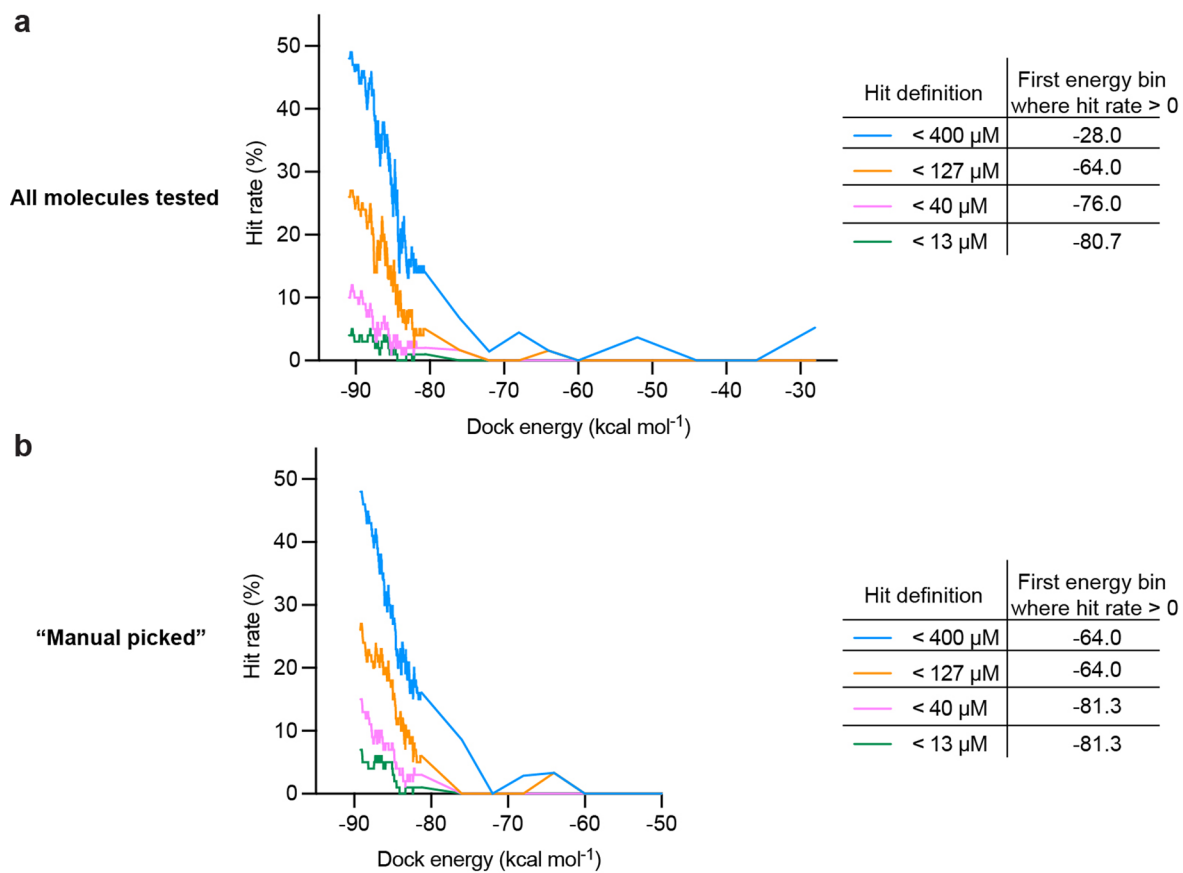 a
50
40
30
20
10
0
Hit rate (%)
All molecules tested
-90 -80 -70 -60 -50 -40 -30
Dock energy (kcal mol-1)
Hit definition
First energy bin
where hit rate > 0
< 400 µM -28.0
< 127 µM -64.0
< 40 µM -76.0
< 13 µM -80.7
b
50
40
30
20
10
0
Hit rate (%)
“Manual picked”
-90 -80 -70 -60 -50
Dock energy (kcal mol-1)
Hit definition
First energy bin
where hit rate > 0
< 400 µM -64.0
< 127 µM -64.0
< 40 µM -81.3
< 13 µM -81.3